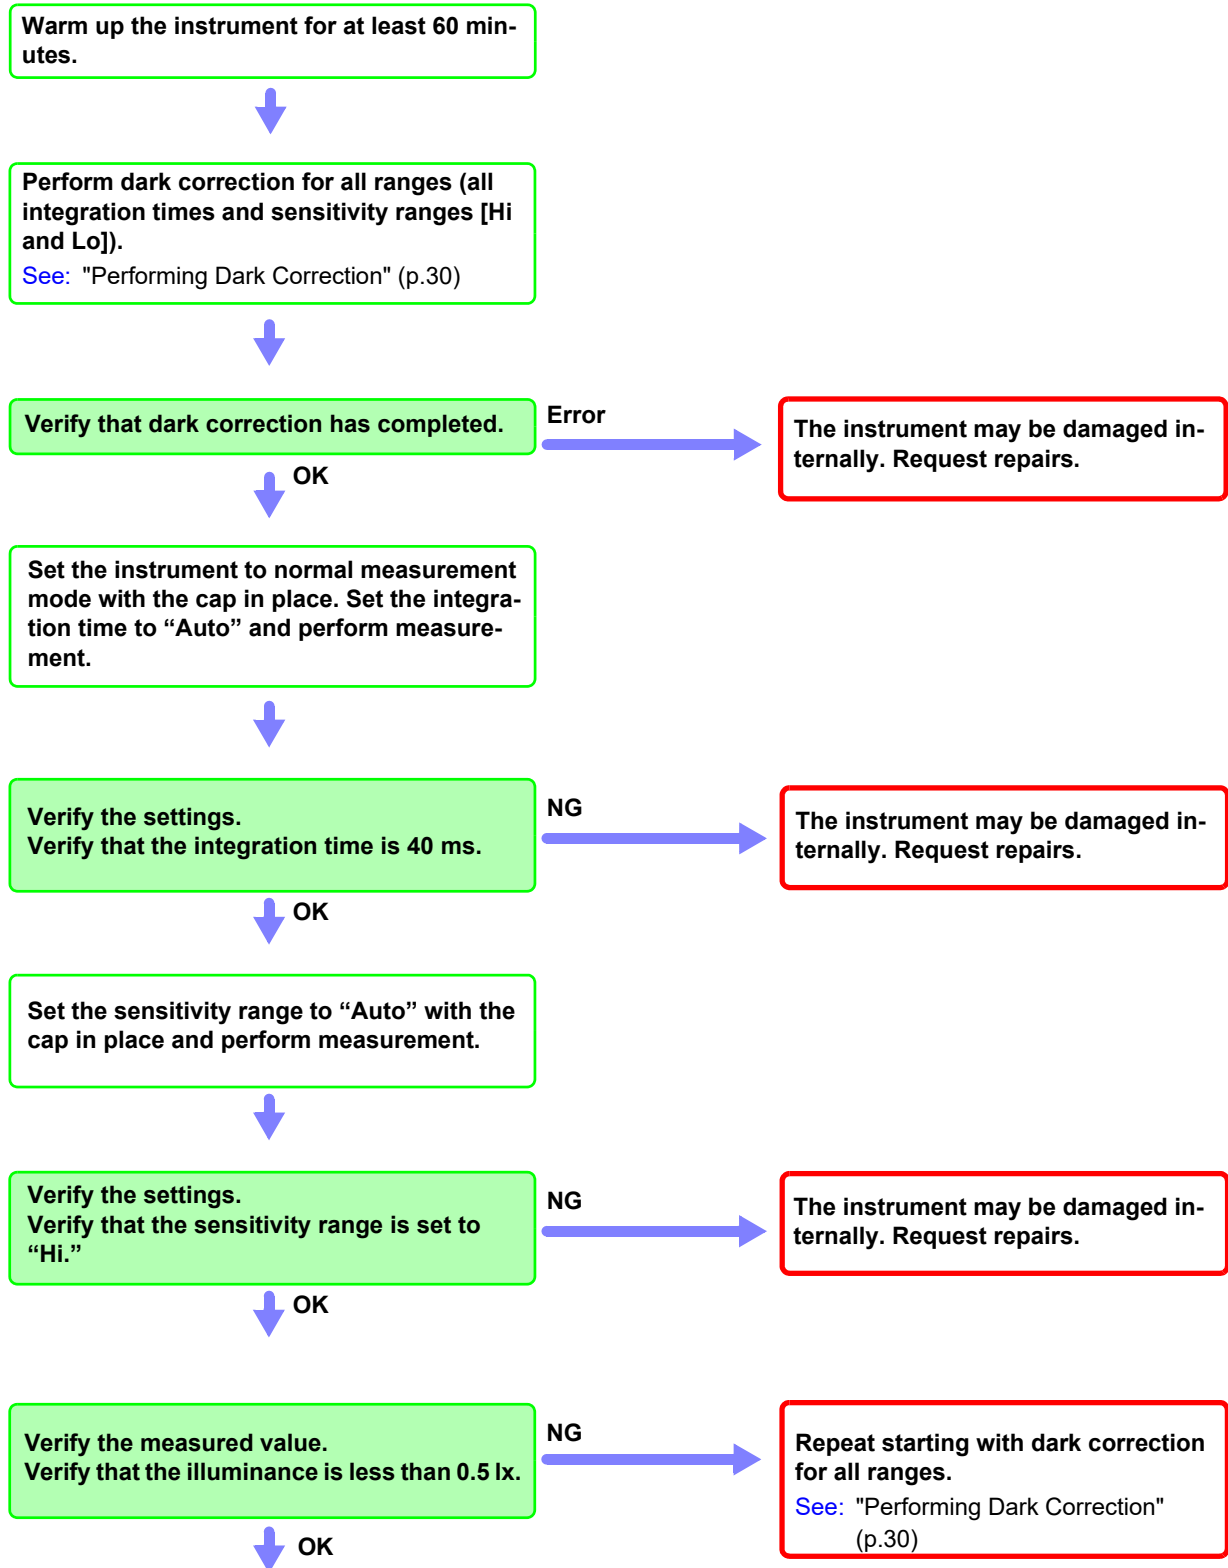 Warm up the instrument for at least 60 min-
utes.
Perform dark correction for all ranges (all
integration times and sensitivity ranges [Hi
and Lo]).
See: "Performing Dark Correction" (p.30)
Verify that dark correction has completed.
Error
The instrument may be damaged in-
ternally. Request repairs.
OK
Set the instrument to normal measurement
mode with the cap in place. Set the integra-
tion time to “Auto” and perform measure-
ment.
Verify the settings.
Verify that the integration time is 40 ms.
NG
The instrument may be damaged in-
ternally. Request repairs.
OK
Set the sensitivity range to “Auto” with the
cap in place and perform measurement.
Verify the settings.
Verify that the sensitivity range is set to
“Hi.”
NG
The instrument may be damaged in-
ternally. Request repairs.
OK
Verify the measured value.
Verify that the illuminance is less than 0.5 lx.
NG
Repeat starting with dark correction
for all ranges.
See: "Performing Dark Correction"
(p.30)
OK